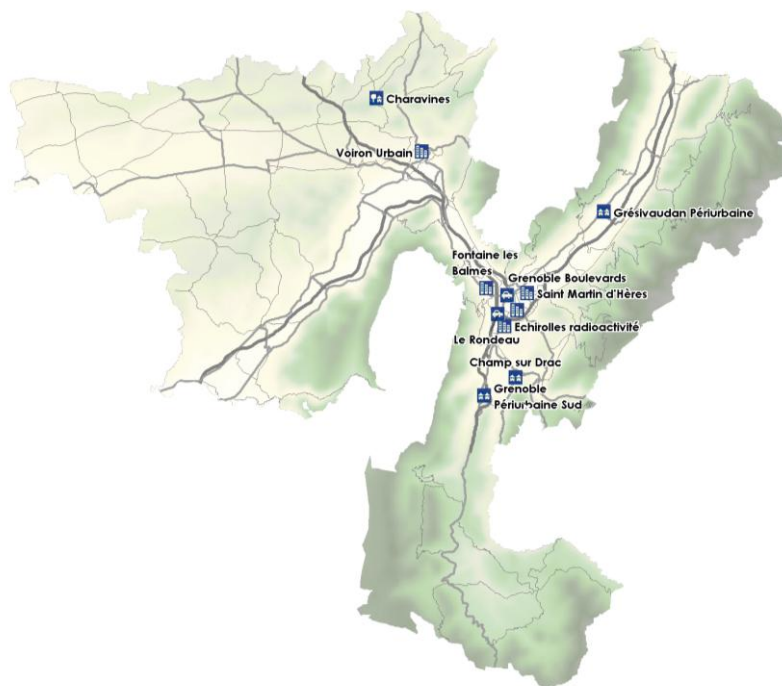 Charavines
Voiron Urbain
Grésivaudan Périurbaine
Fontaine les
Balmes
Grenoble Boulevards
Saint Martin d'Hères
Echirolles radioactivité
Le Rondeau
Champ sur Drac
Grenoble
Périurbaine Sud